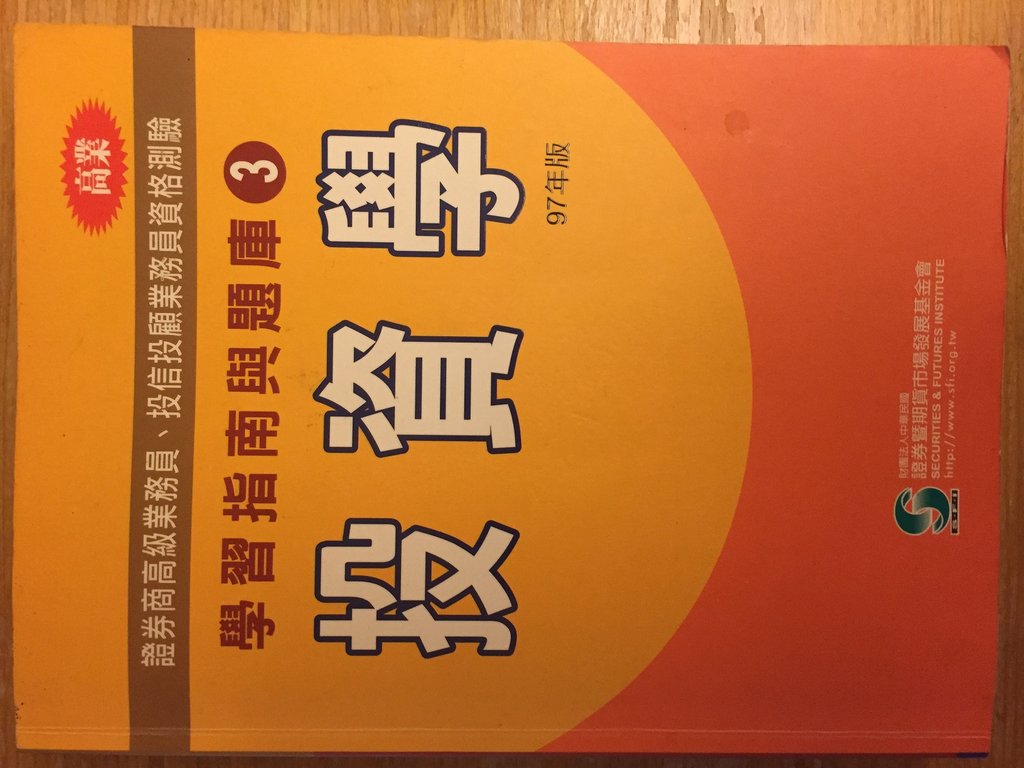 高業
證券商高級業務員、投信投顧業務員資格測驗
學習指南與題庫 3
投資學
97年版
財團法人中華民國
證券暨期貨市場發展基金會
SECURITIES & FUTURES INSTITUTE
http://www.sfi.org.tw
S·F·I